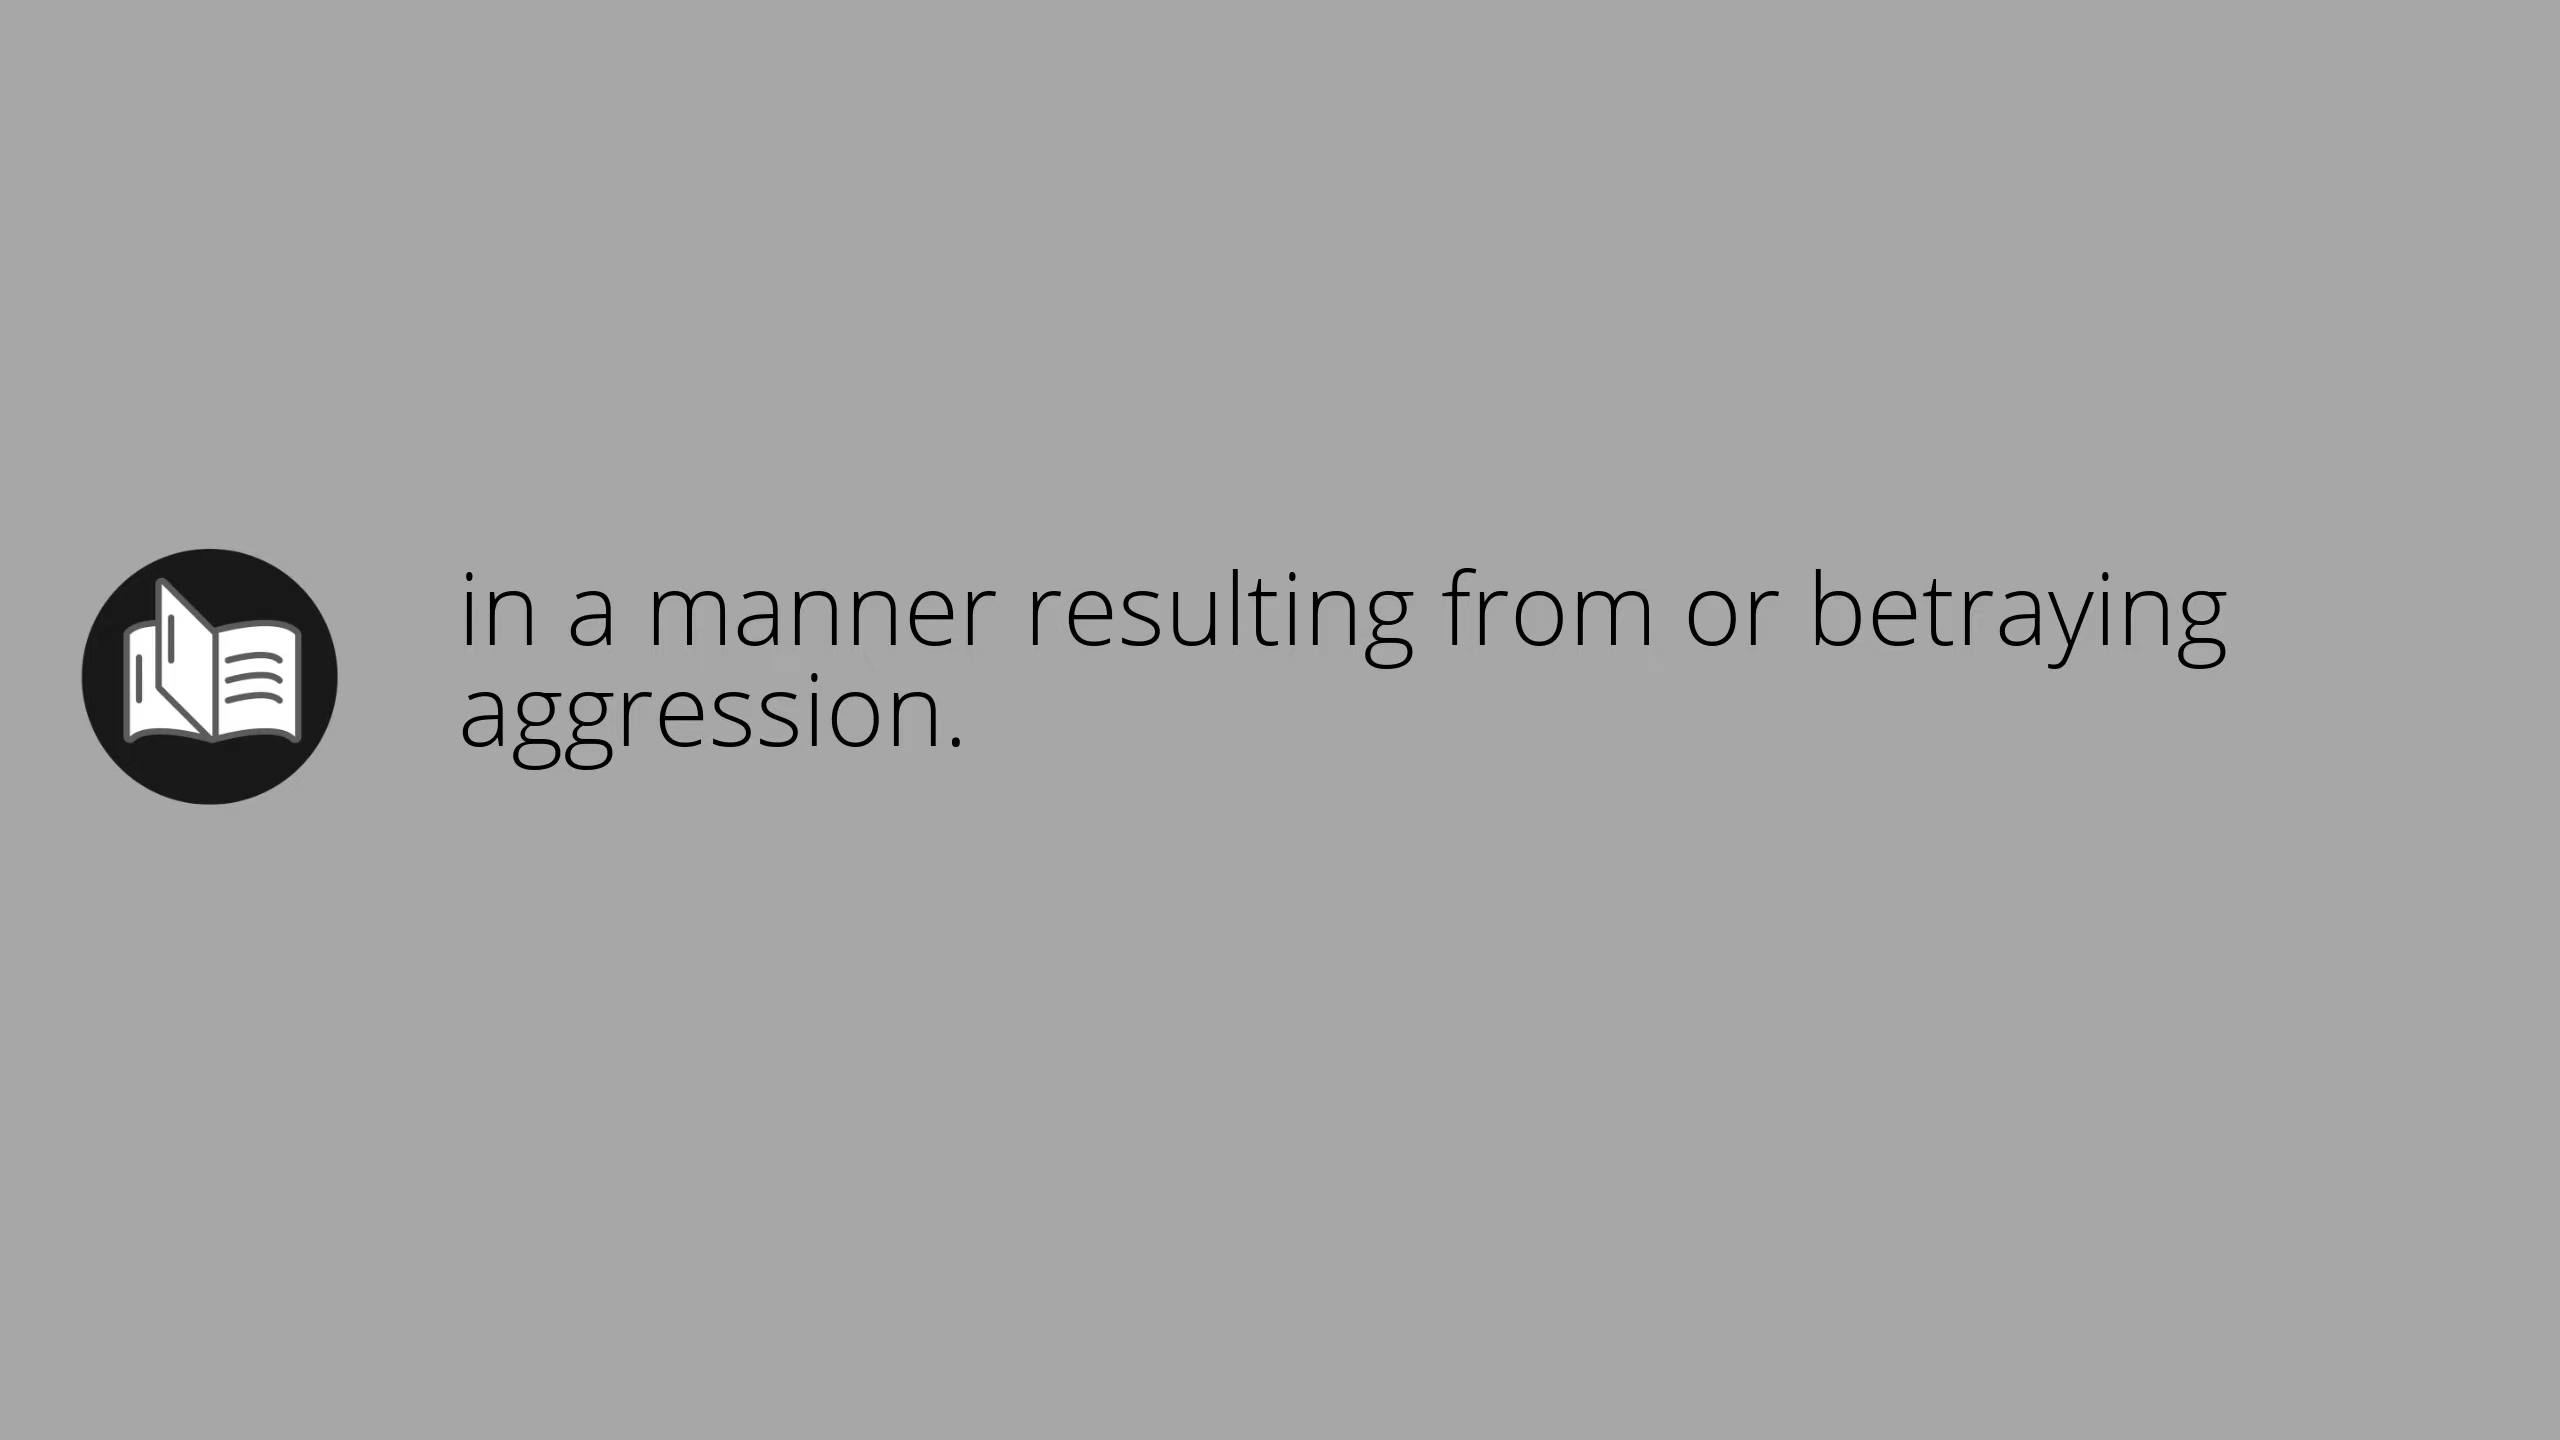 in a manner resulting from or betraying
aggression.